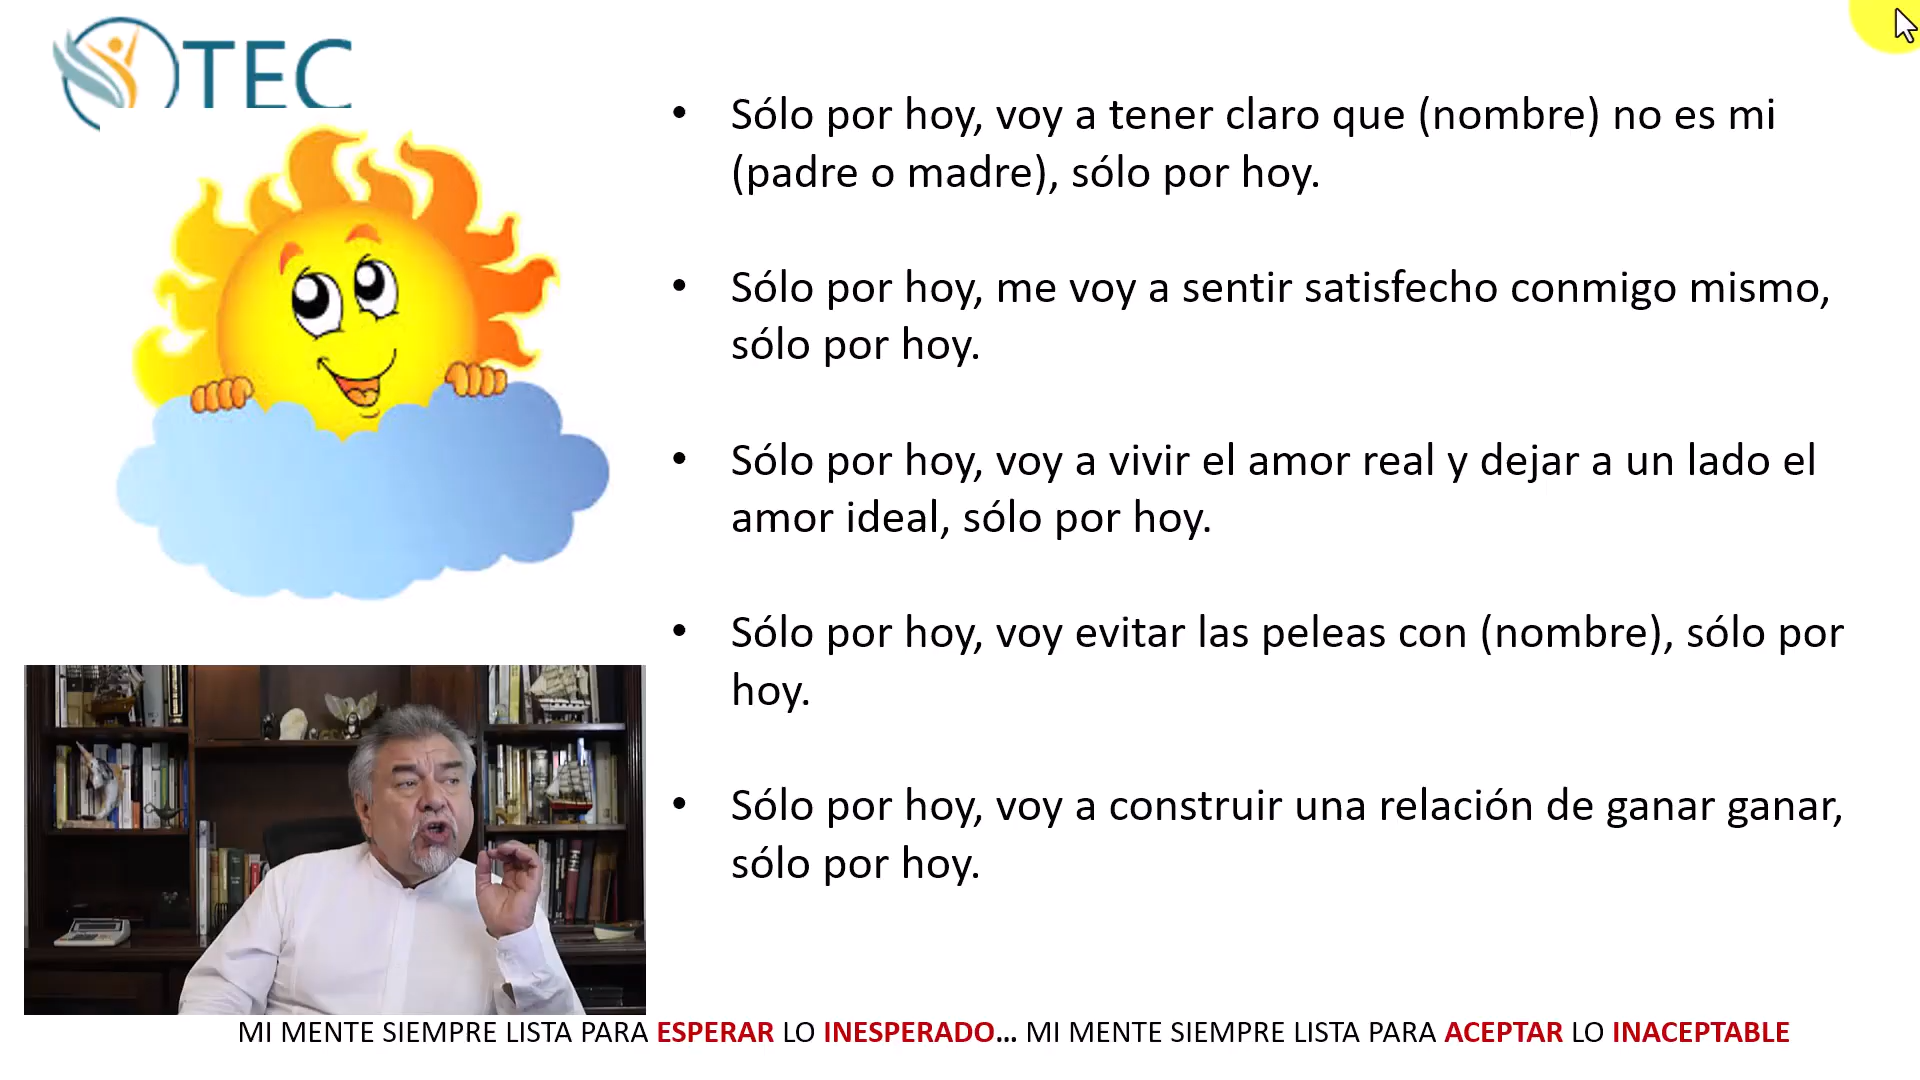 TEC
Sólo por hoy, voy a tener claro que (nombre) no es mi
(padre o madre), sólo por hoy.
Sólo por hoy, me voy a sentir satisfecho conmigo mismo,
sólo por hoy.
Sólo por hoy, voy a vivir el amor real y dejar a un lado el
amor ideal, sólo por hoy.
Sólo por hoy, voy evitar las peleas con (nombre), sólo por
hoy.
Sólo por hoy, voy a construir una relación de ganar ganar,
sólo por hoy.
MI MENTE SIEMPRE LISTA PARA ESPERAR LO INESPERADO... MI MENTE SIEMPRE LISTA PARA ACEPTAR LO INACEPTABLE